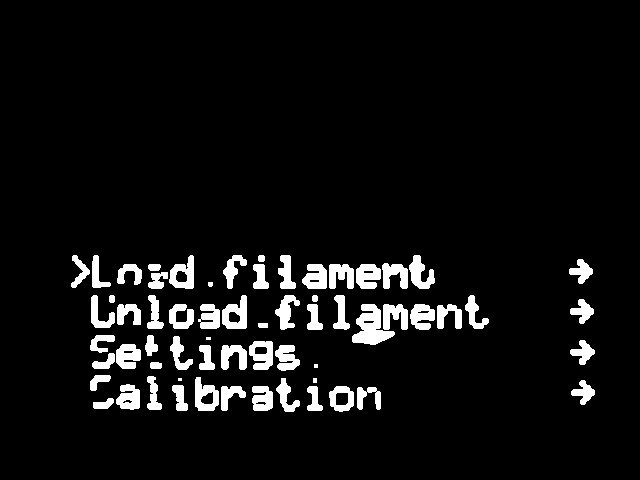 >Load filament →
Unload filament →
Settings →
Calibration →